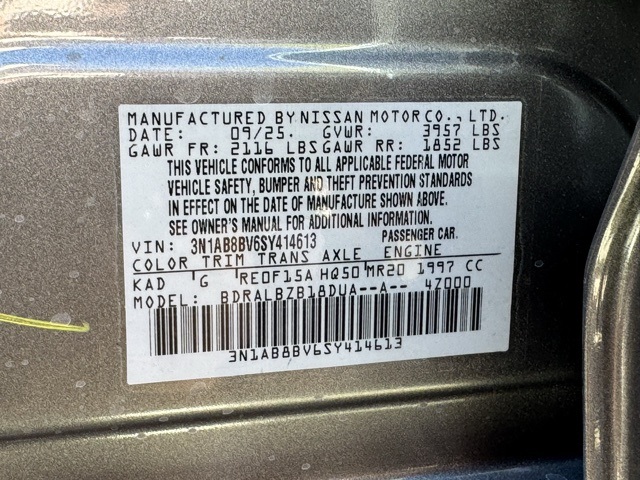 MANUFACTURED BY NISSAN MOTOR CO., LTD.
DATE: 09/25. GVWR: 3957 LBS
GAWR FR: 2116 LBS GAWR RR: 1852 LBS
THIS VEHICLE CONFORMS TO ALL APPLICABLE FEDERAL MOTOR
VEHICLE SAFETY, BUMPER AND THEFT PREVENTION STANDARDS
IN EFFECT ON THE DATE OF MANUFACTURE SHOWN ABOVE.
SEE OWNER'S MANUAL FOR ADDITIONAL INFORMATION.
VIN: 3N1AB8BV6SY414613 PASSENGER CAR.
COLOR TRIM TRANS AXLE ENGINE
KAD G RE0F15A HQ50 MR20 1997 CC
MODEL: BDRALBZB18DUA--A-- 4Z000
3N1AB8BV6SY414613